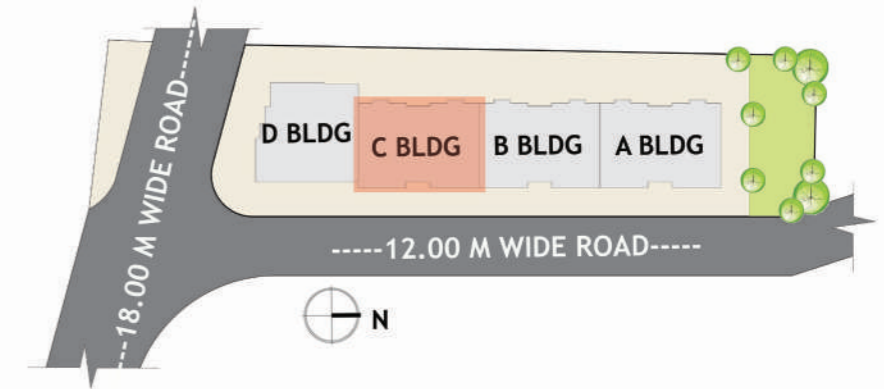 D BLDG
C BLDG
B BLDG
A BLDG
----18.00 M WIDE ROAD----
-----12.00 M WIDE ROAD-----
N